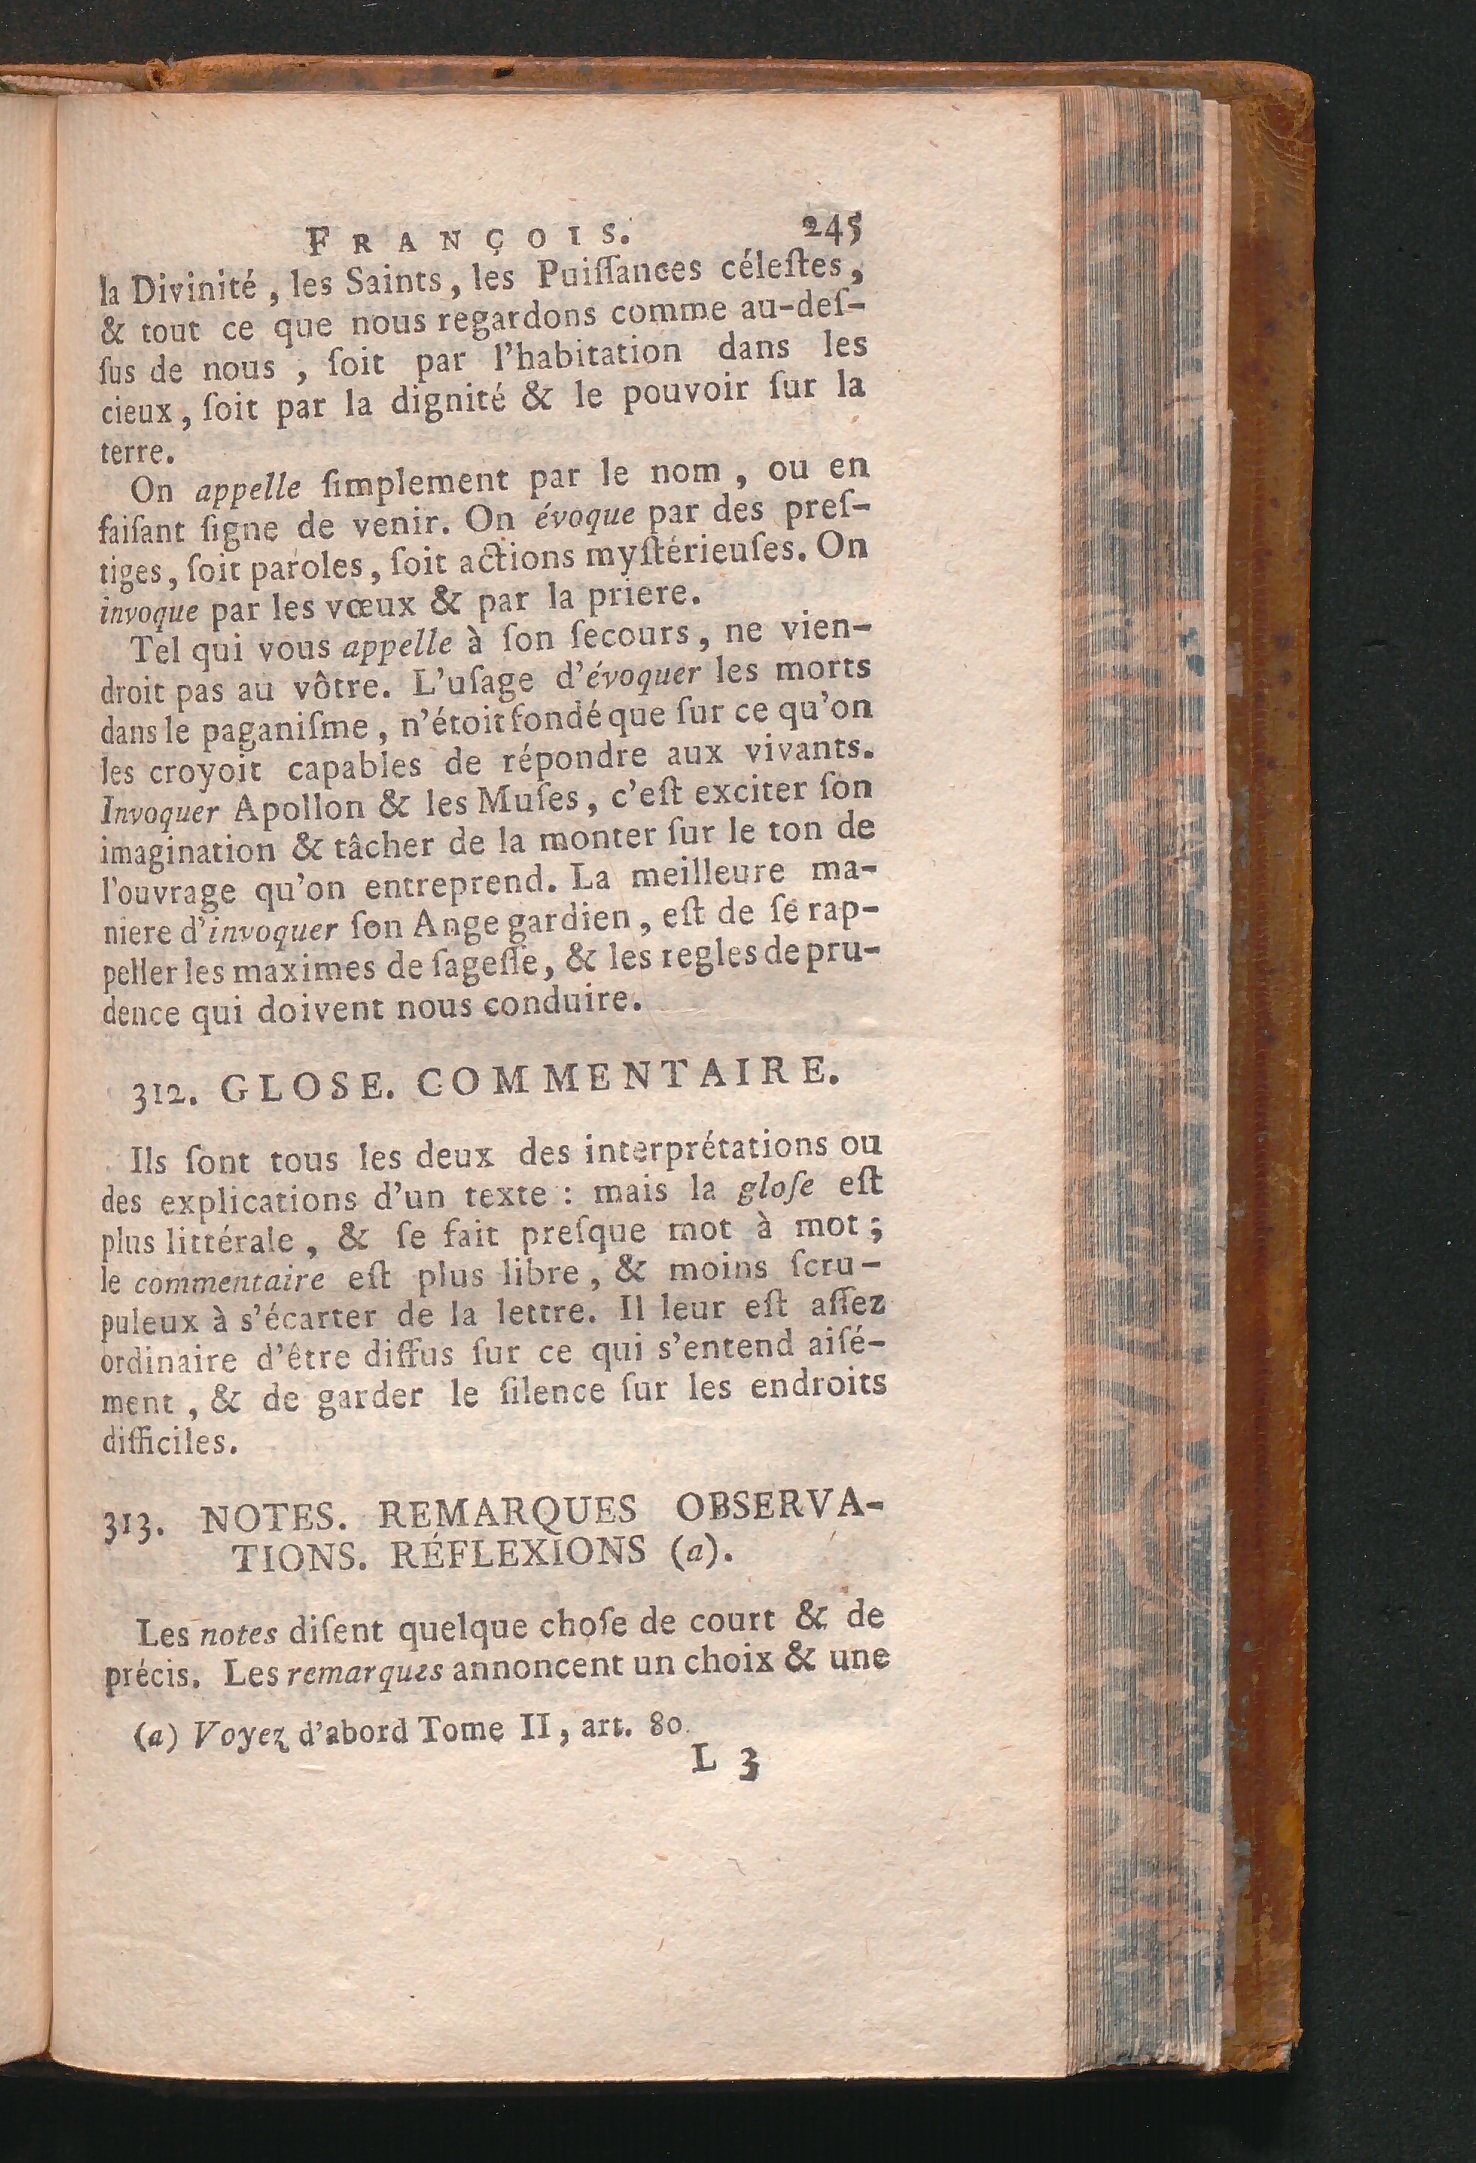 FRANÇOIS. 245
la Divinité, les Saints, les Puiſſances céleſtes,
& tout ce que nous regardons comme au-deſ-
ſus de nous, ſoit par l'habitation dans les
cieux, ſoit par la dignité & le pouvoir ſur la
terre.
On appelle ſimplement par le nom, ou en
faiſant ſigne de venir. On évoque par des preſ-
tiges, ſoit paroles, ſoit actions myſtérieuſes. On
invoque par les vœux & par la priere.
Tel qui vous appelle à ſon ſecours, ne vien-
droit pas au vôtre. L'uſage d'évoquer les morts
dans le paganiſme, n'étoit fondé que ſur ce qu'on
les croyoit capables de répondre aux vivants.
Invoquer Apollon & les Muſes, c'eſt exciter ſon
imagination & tâcher de la monter ſur le ton de
l'ouvrage qu'on entreprend. La meilleure ma-
niere d'invoquer ſon Ange gardien, eſt de ſe rap-
peller les maximes de ſageſſe, & les regles de pru-
dence qui doivent nous conduire.
312. GLOSE. COMMENTAIRE.
Ils ſont tous les deux des interprétations ou
des explications d'un texte : mais la gloſe eſt
plus littérale, & ſe fait preſque mot à mot ;
le commentaire eſt plus libre, & moins ſcru-
puleux à s'écarter de la lettre. Il leur eſt aſſez
ordinaire d'être diffus ſur ce qui s'entend aiſé-
ment, & de garder le ſilence ſur les endroits
difficiles.
313. NOTES. REMARQUES OBSERVA-
TIONS. RÉFLEXIONS (a).
Les notes diſent quelque choſe de court & de
précis. Les remarques annoncent un choix & une
(a) Voyez d'abord Tome II, art. 80.
L 3